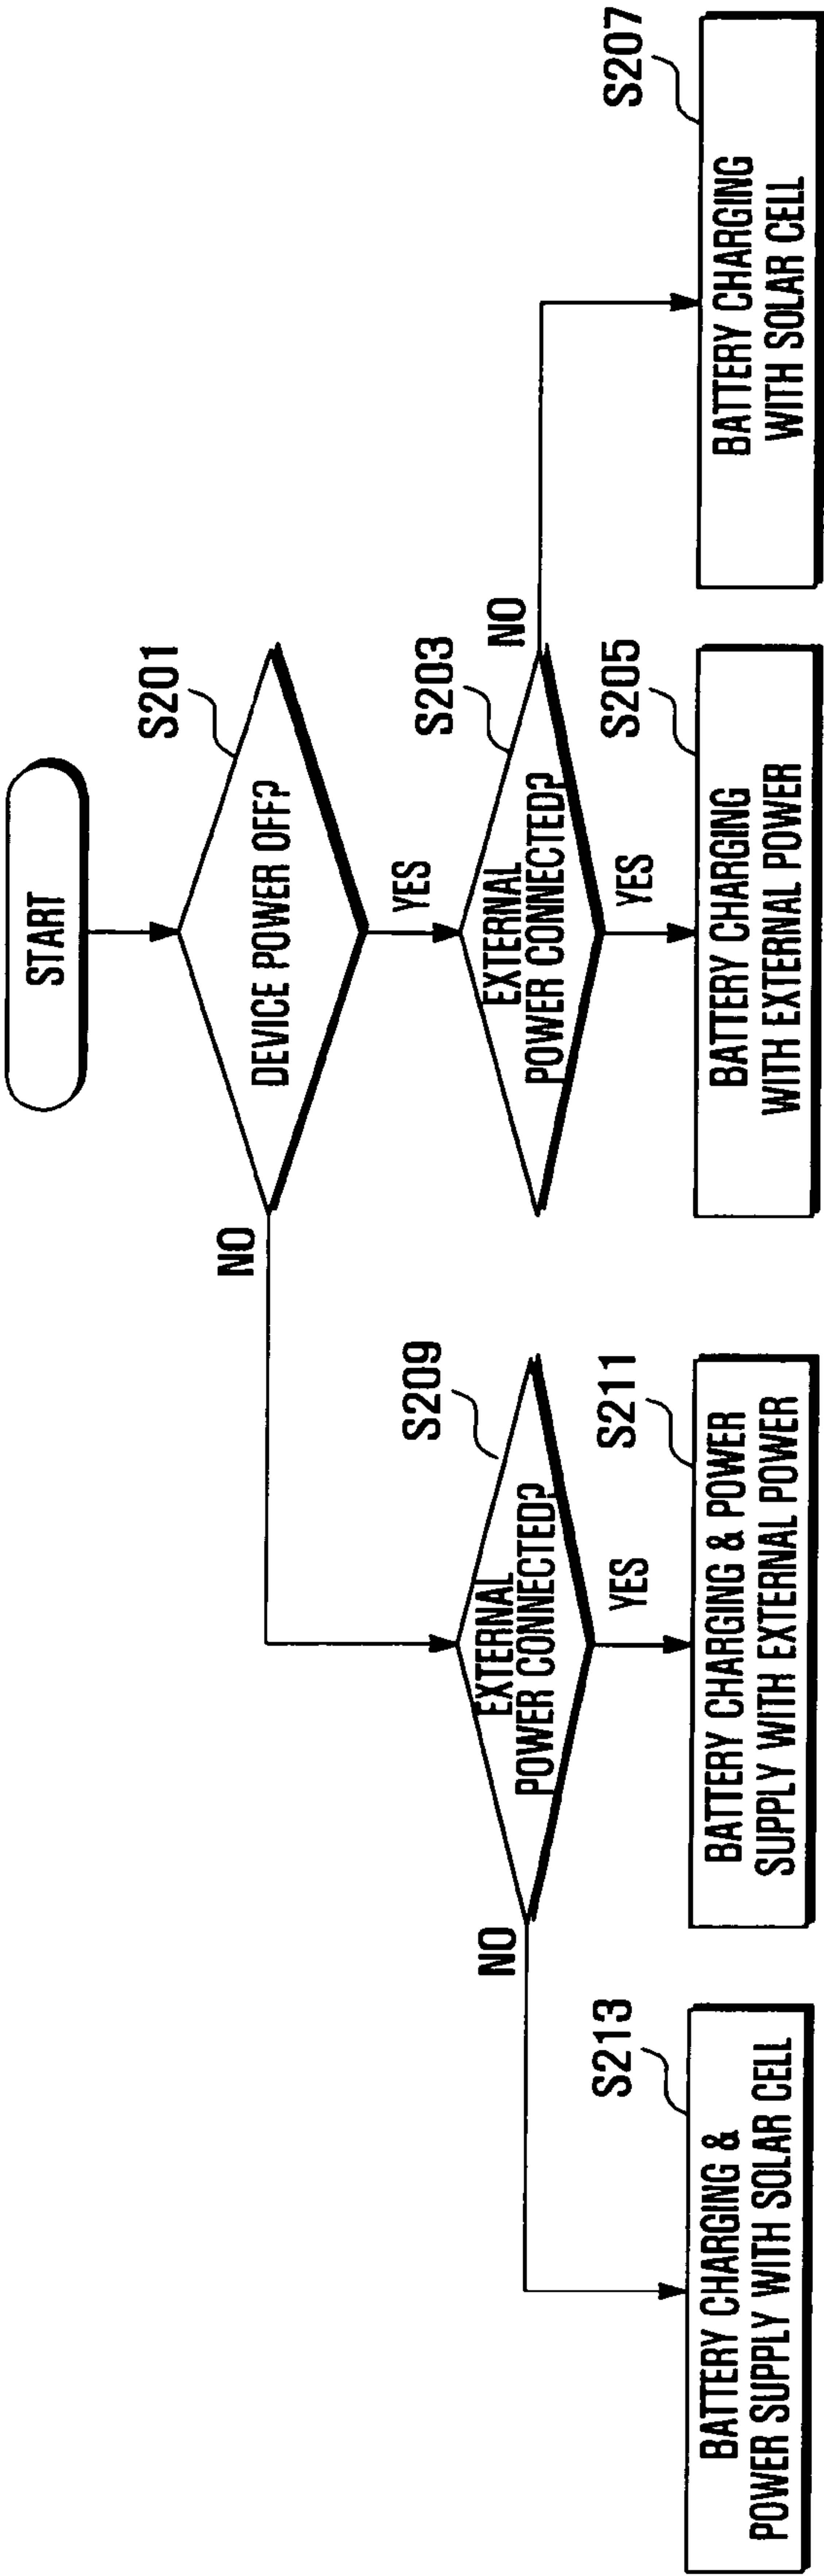 START
S201
DEVICE POWER OFF?
NO
YES
S209
EXTERNAL
POWER CONNECTED?
NO
YES
S203
EXTERNAL
POWER CONNECTED?
NO
YES
S213
BATTERY CHARGING &
POWER SUPPLY WITH SOLAR CELL
S211
BATTERY CHARGING & POWER
SUPPLY WITH EXTERNAL POWER
S205
BATTERY CHARGING
WITH EXTERNAL POWER
S207
BATTERY CHARGING
WITH SOLAR CELL